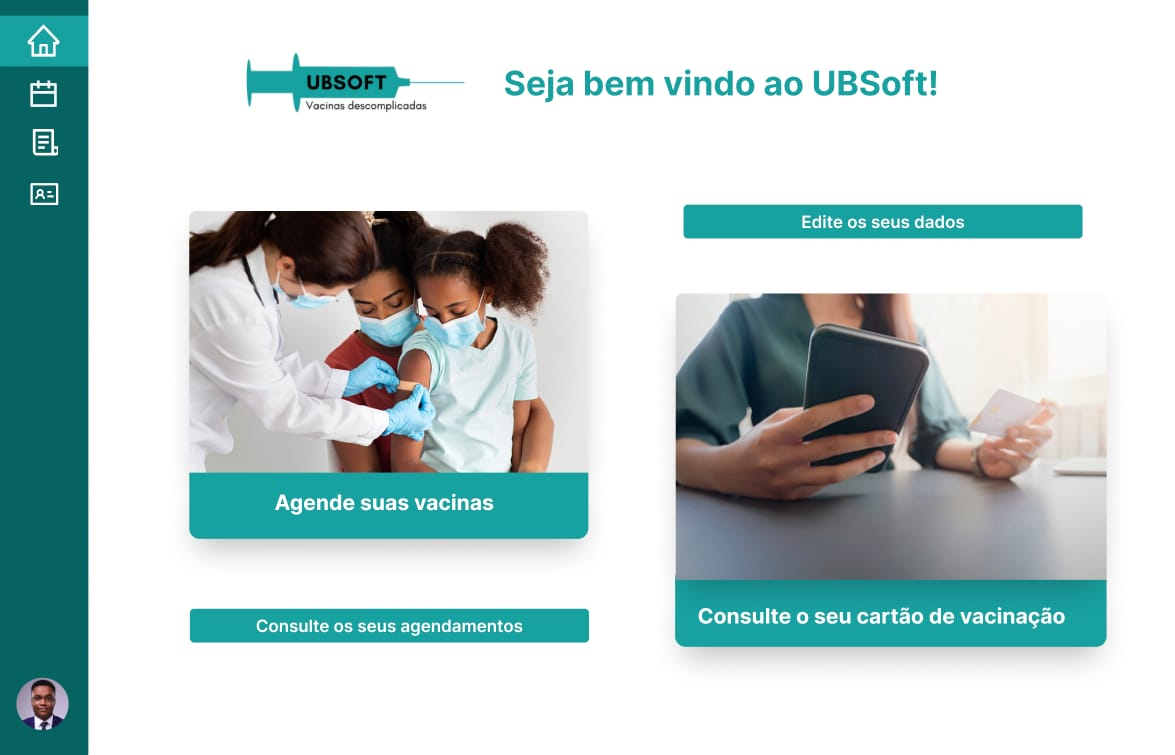 UBSOFT
Vacinas descomplicadas
Seja bem vindo ao UBSoft!
Edite os seus dados
Agende suas vacinas
Consulte o seu cartão de vacinação
Consulte os seus agendamentos